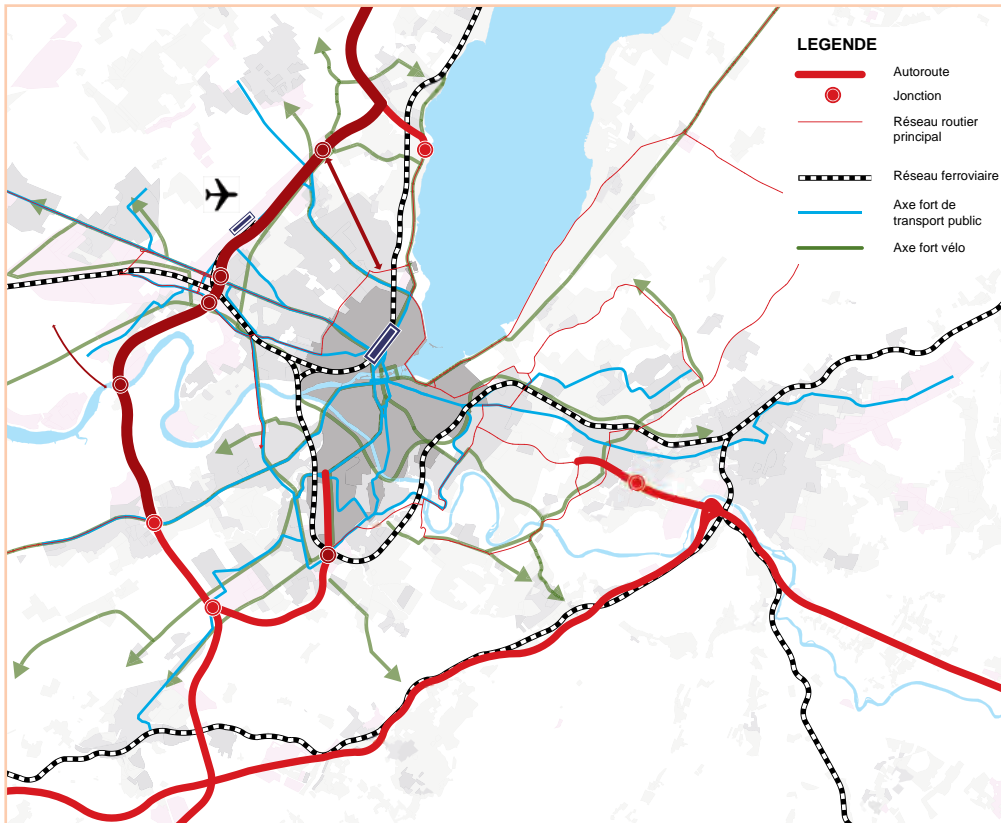 LEGENDE
Autoroute
Jonction
Réseau routier
principal
Réseau ferroviaire
Axe fort de
transport public
Axe fort vélo